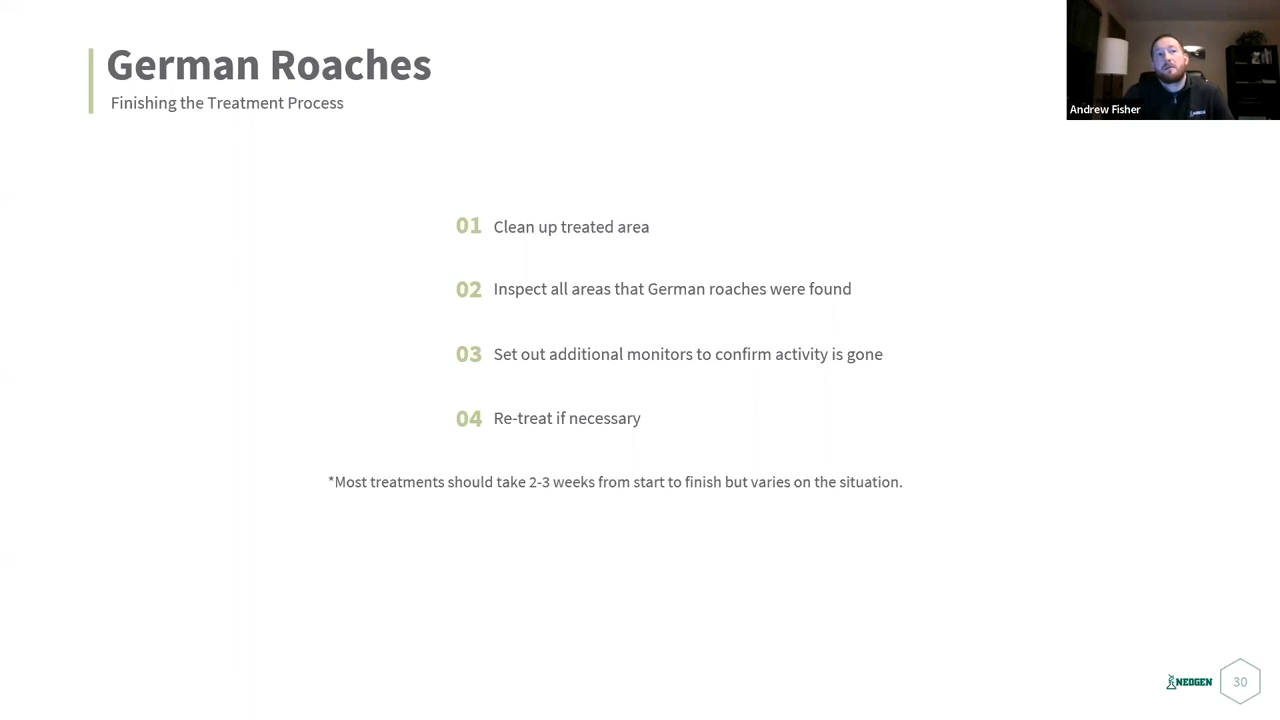 German Roaches
Finishing the Treatment Process
Andrew Fisher
01 Clean up treated area
02 Inspect all areas that German roaches were found
03 Set out additional monitors to confirm activity is gone
04 Re-treat if necessary
*Most treatments should take 2-3 weeks from start to finish but varies on the situation.
NEOGEN
30